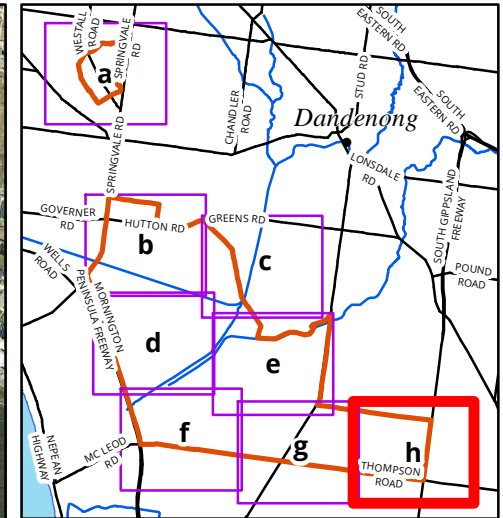 SOUTH
EASTERN RD
WESTALL
ROAD
SPRINGVALE
RD
a
STUD RD
SOUTH
EASTERN RD
CHANDLER
ROAD
Dandenong
SPRINGVALE RD
LONSDALE
RD
GOVERNER
RD
HUTTON RD
GREENS RD
SOUTH GIPPSLAND
FREEWAY
b
c
WELLS
ROAD
POUND
ROAD
MORNINGTON
PENINSULA FREEWAY
d
e
f
g
h
MC LEOD
RD
NEPEAN
HIGHWAY
THOMPSON
ROAD